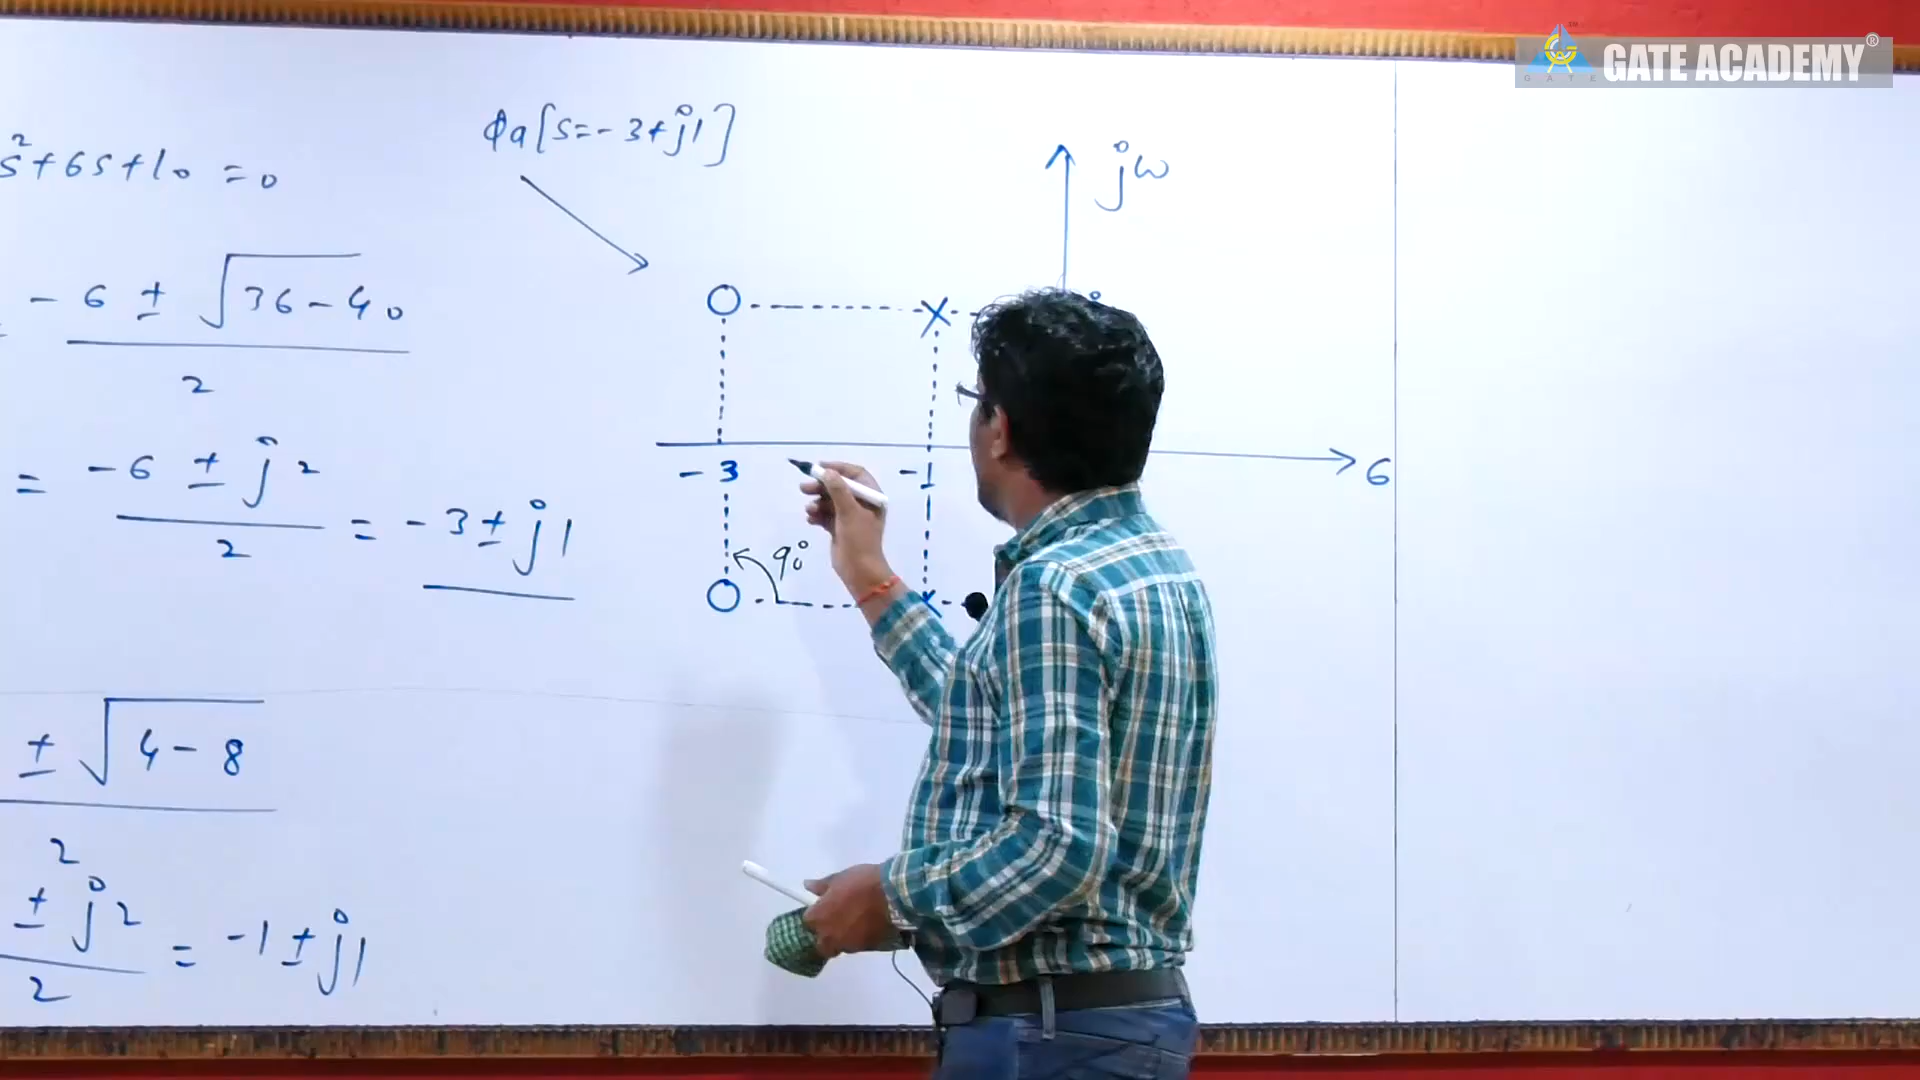 GATE ACADEMY®
GATE
s²+6s+10 = 0
- 6 ± √36-40
2
= -6 ± j2
2
= -3 ± j1
± √4-8
2
± j2
2
= -1 ± j1
Φa[s=-3+j1]
jω
-3
-1
σ
90°